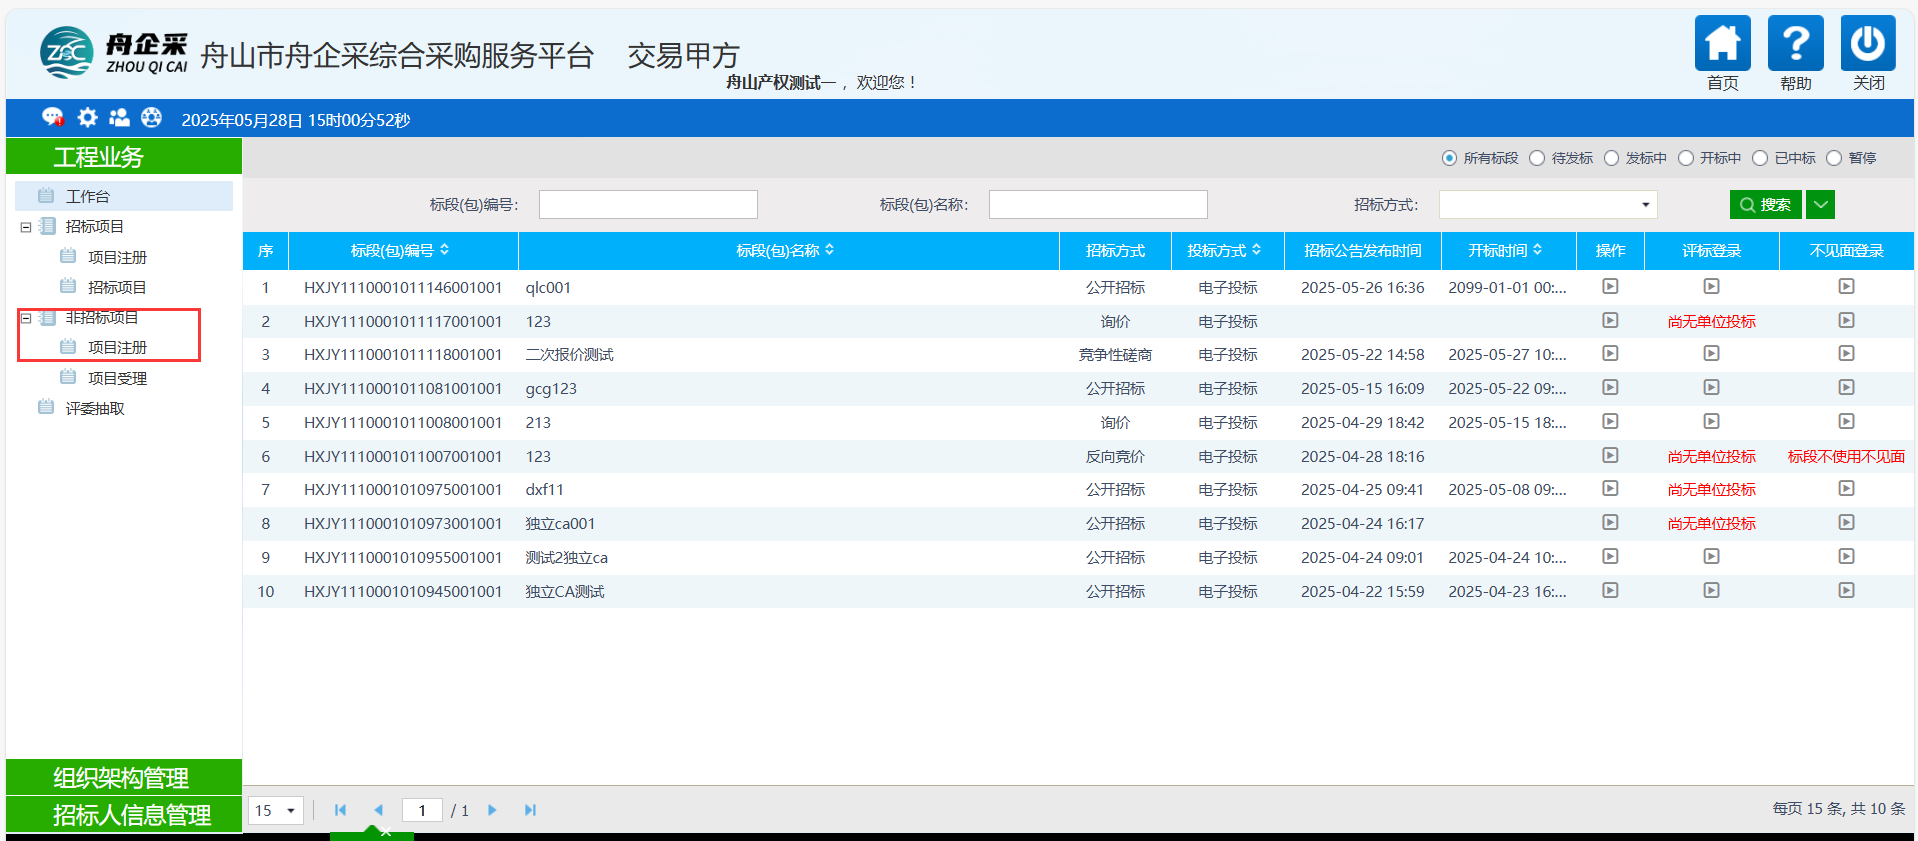 舟企采
ZHOU QI CAI
舟山市舟企采综合采购服务平台 交易甲方
舟山产权测试一 ，欢迎您！
首页 帮助 关闭
2025年05月28日 15时00分52秒
工程业务
工作台
招标项目
项目注册
招标项目
非招标项目
项目注册
项目受理
评委抽取
组织架构管理
招标人信息管理
所有标段 待发标 发标中 开标中 已中标 暂停
标段(包)编号： 标段(包)名称： 招标方式： 搜索
序 标段(包)编号 标段(包)名称 招标方式 投标方式 招标公告发布时间 开标时间 操作 评标登录 不见面登录
1 HXJY1110001011146001001 qlc001 公开招标 电子投标 2025-05-26 16:36 2099-01-01 00:...
2 HXJY1110001011117001001 123 询价 电子投标 尚无单位投标
3 HXJY1110001011118001001 二次报价测试 竞争性磋商 电子投标 2025-05-22 14:58 2025-05-27 10:...
4 HXJY1110001011081001001 gcg123 公开招标 电子投标 2025-05-15 16:09 2025-05-22 09:...
5 HXJY1110001011008001001 213 询价 电子投标 2025-04-29 18:42 2025-05-15 18:...
6 HXJY1110001011007001001 123 反向竞价 电子投标 2025-04-28 18:16 尚无单位投标 标段不使用不见面
7 HXJY1110001010975001001 dxf11 公开招标 电子投标 2025-04-25 09:41 2025-05-08 09:... 尚无单位投标
8 HXJY1110001010973001001 独立ca001 公开招标 电子投标 2025-04-24 16:17 尚无单位投标
9 HXJY1110001010955001001 测试2独立ca 公开招标 电子投标 2025-04-24 09:01 2025-04-24 10:...
10 HXJY1110001010945001001 独立CA测试 公开招标 电子投标 2025-04-22 15:59 2025-04-23 16:...
15 1 / 1 每页 15 条, 共 10 条